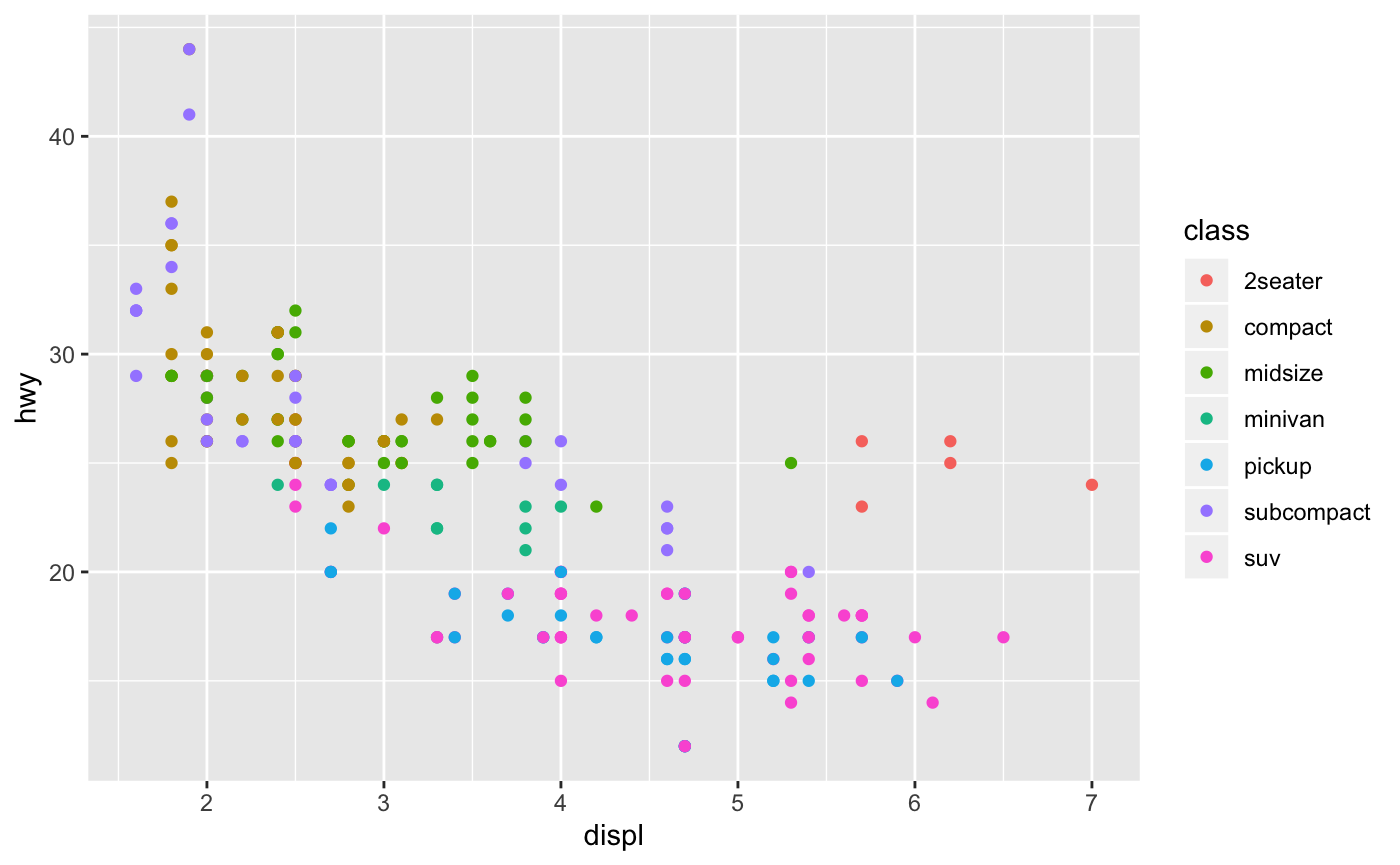 40
30
20
hwy
2
3
4
5
6
7
displ
class
2seater
compact
midsize
minivan
pickup
subcompact
suv